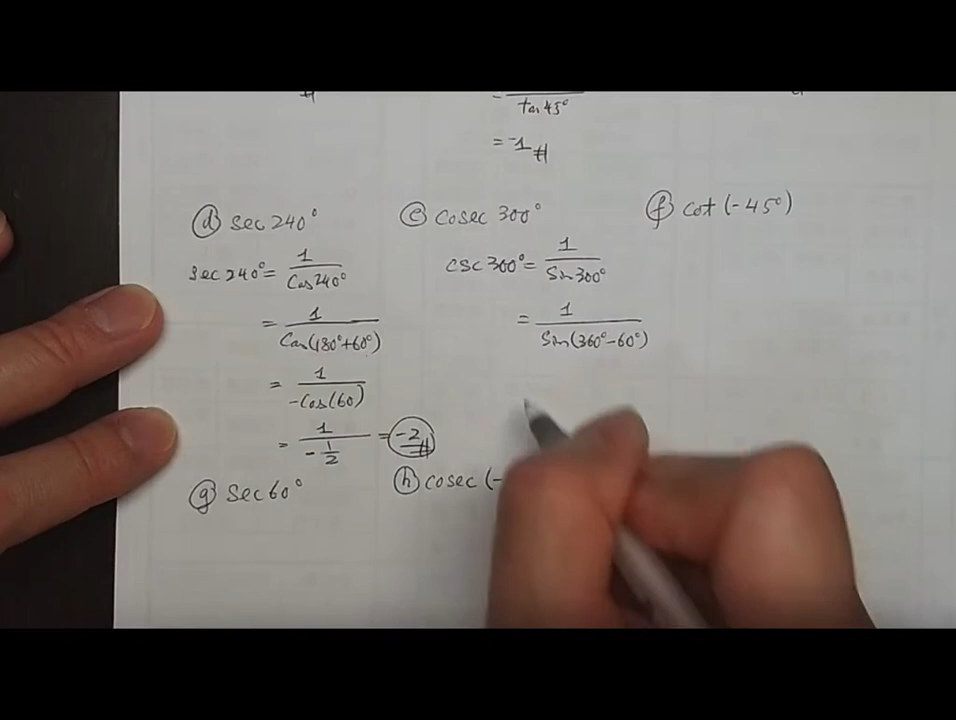 tan 45°
= -1 #
(d) sec 240°
sec 240° = 1 / cos 240°
= 1 / cos(180° + 60°)
= 1 / -cos(60)
= 1 / -1/2 = -2 #
(e) cosec 300°
csc 300° = 1 / sin 300°
= 1 / sin(360° - 60°)
(f) cot (-45°)
(g) sec 60°
(h) cosec (-